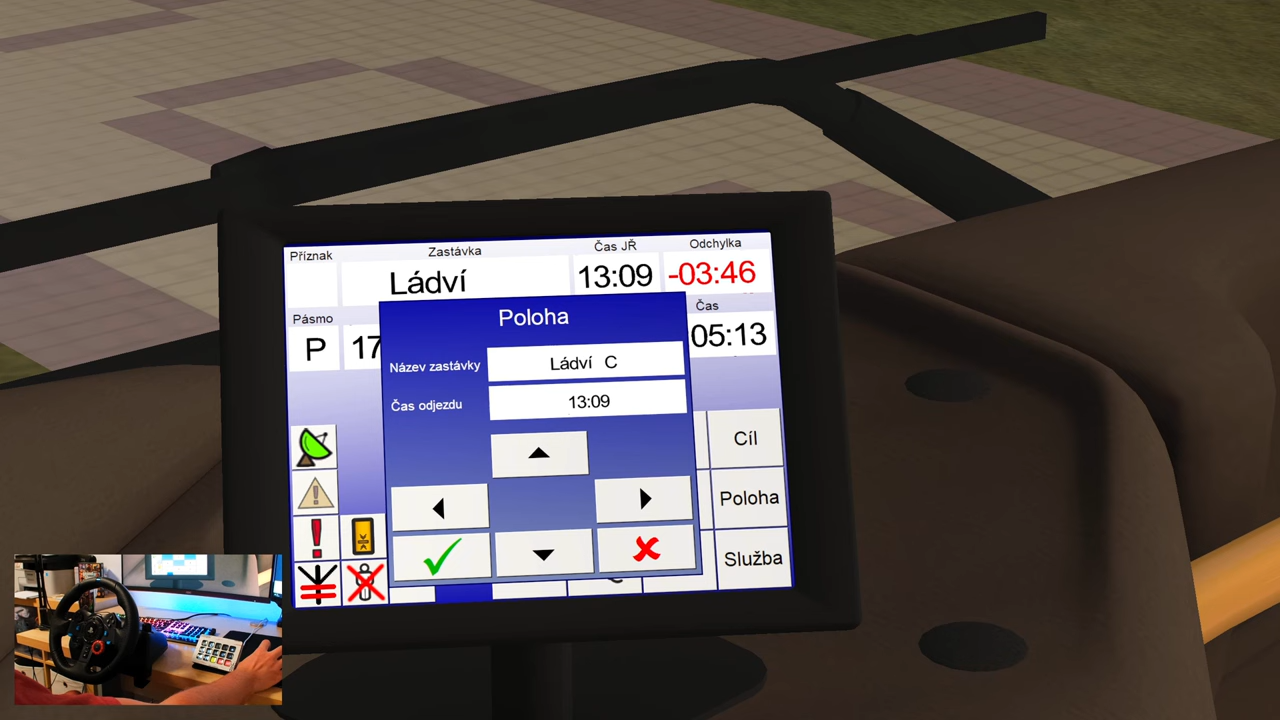 Příznak
Zastávka
Čas JŘ
Odchylka
Ládví
13:09
-03:46
Pásmo
Čas
P
17
05:13
Poloha
Název zastávky
Ládví C
Čas odjezdu
13:09
Cíl
Poloha
Služba